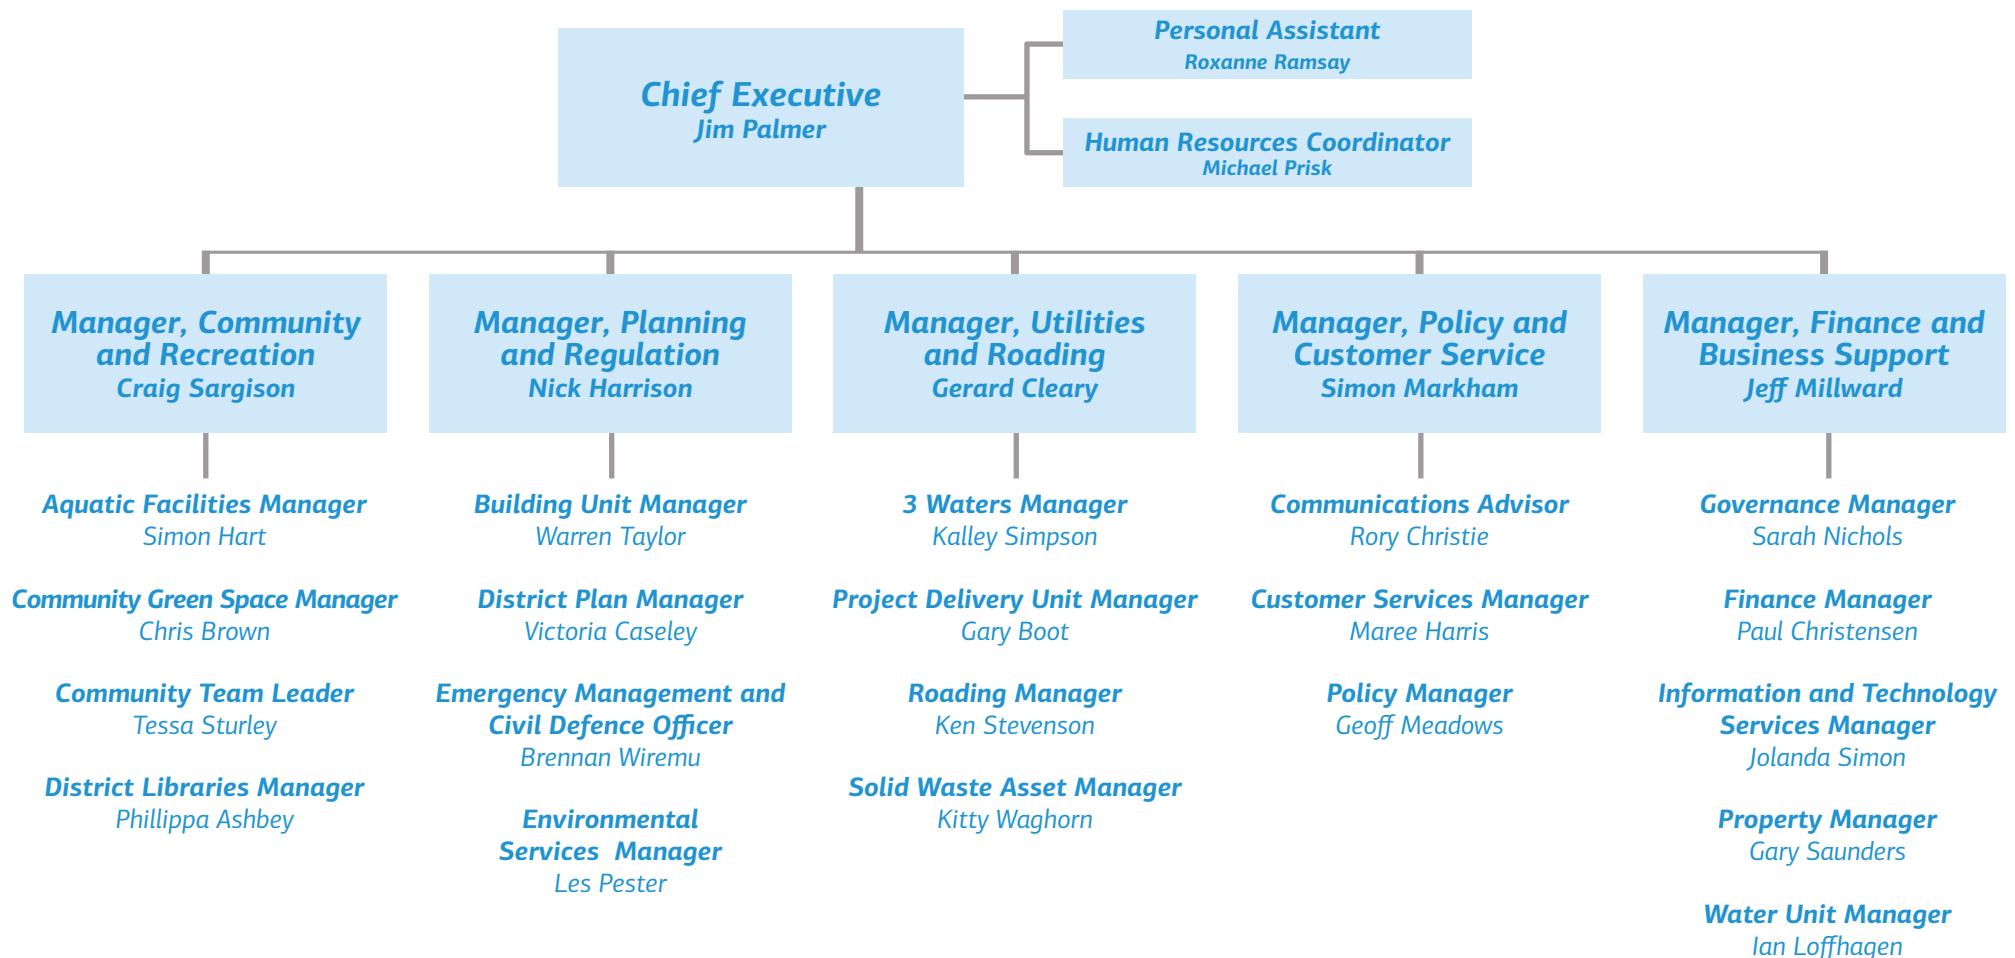 Personal Assistant
Roxanne Ramsay
Chief Executive
Jim Palmer
Human Resources Coordinator
Michael Prisk
Manager, Community
and Recreation
Craig Sargison
Manager, Planning
and Regulation
Nick Harrison
Manager, Utilities
and Roading
Gerard Cleary
Manager, Policy and
Customer Service
Simon Markham
Manager, Finance and
Business Support
Jeff Millward
Aquatic Facilities Manager
Simon Hart
Community Green Space Manager
Chris Brown
Community Team Leader
Tessa Sturley
District Libraries Manager
Phillippa Ashbey
Building Unit Manager
Warren Taylor
District Plan Manager
Victoria Caseley
Emergency Management and
Civil Defence Officer
Brennan Wiremu
Environmental
Services  Manager
Les Pester
3 Waters Manager
Kalley Simpson
Project Delivery Unit Manager
Gary Boot
Roading Manager
Ken Stevenson
Solid Waste Asset Manager
Kitty Waghorn
Communications Advisor
Rory Christie
Customer Services Manager
Maree Harris
Policy Manager
Geoff Meadows
Governance Manager
Sarah Nichols
Finance Manager
Paul Christensen
Information and Technology
Services Manager
Jolanda Simon
Property Manager
Gary Saunders
Water Unit Manager
Ian Loffhagen